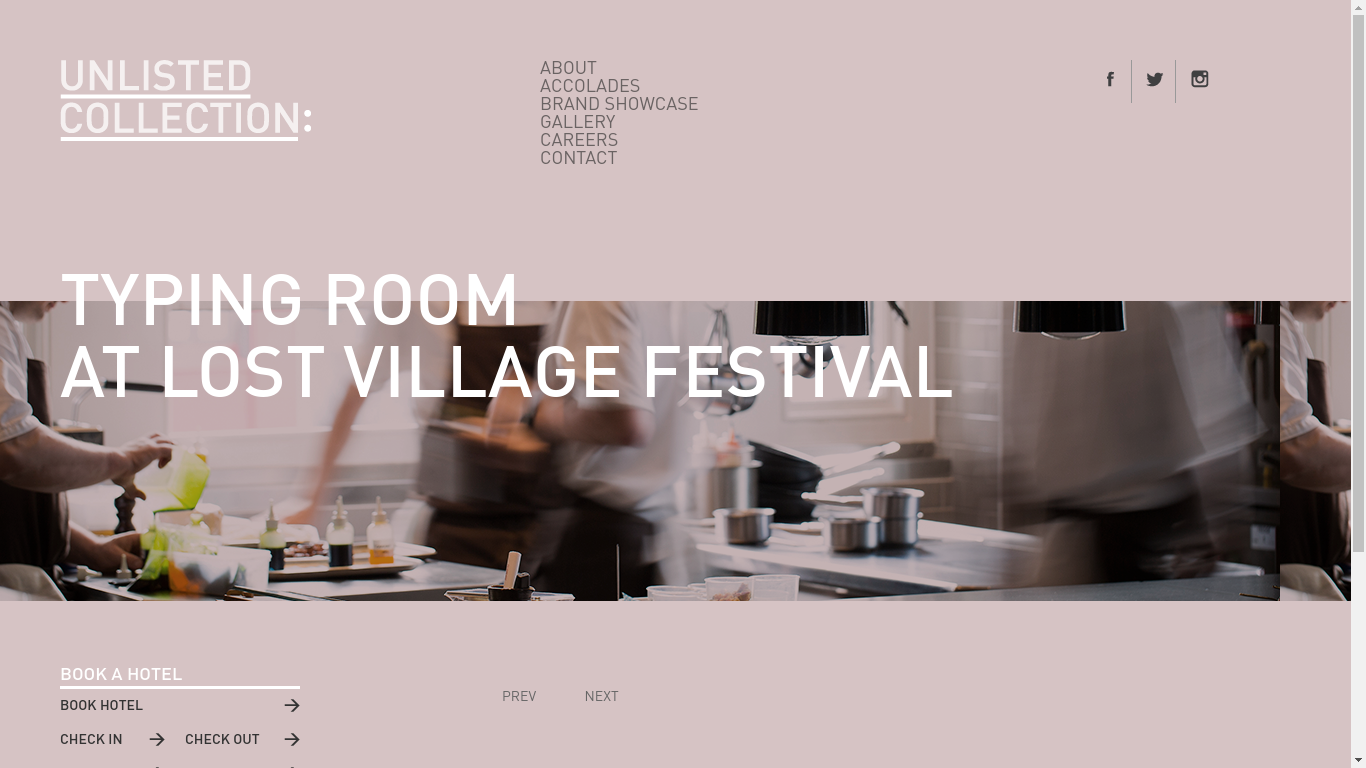 UNLISTED
COLLECTION:
ABOUT
ACCOLADES
BRAND SHOWCASE
GALLERY
CAREERS
CONTACT
TYPING ROOM
AT LOST VILLAGE FESTIVAL
BOOK A HOTEL
BOOK HOTEL
CHECK IN
CHECK OUT
PREV
NEXT